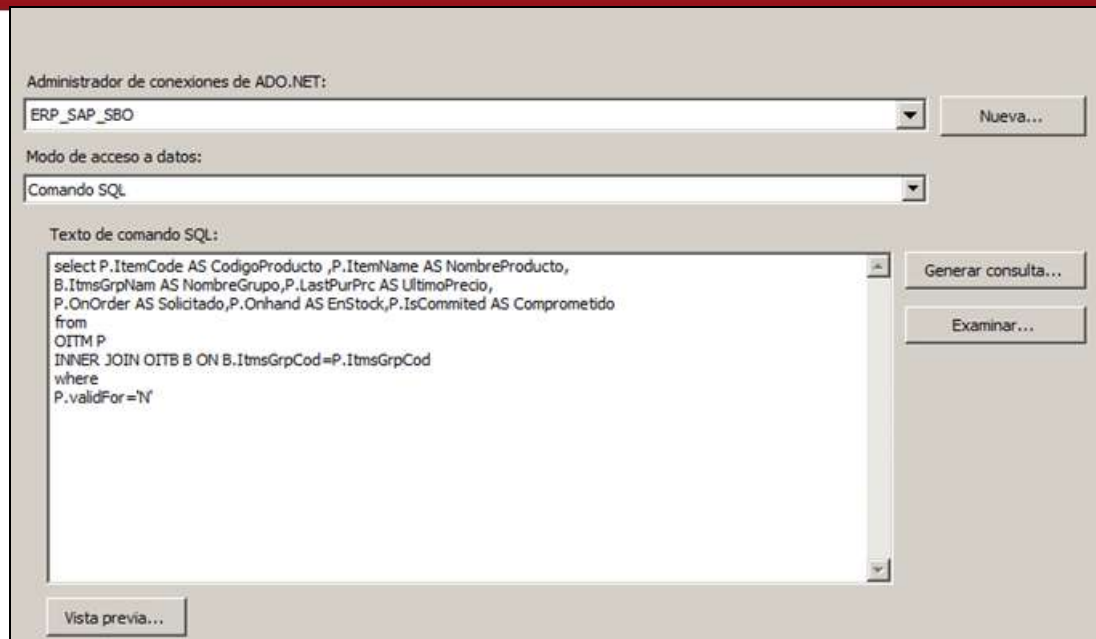 Administrador de conexiones de ADO.NET:
ERP_SAP_SBO
Nueva...
Modo de acceso a datos:
Comando SQL
Texto de comando SQL:
select P.ItemCode AS CodigoProducto ,P.ItemName AS NombreProducto,
B.ItmsGrpNam AS NombreGrupo,P.LastPurPrc AS UltimoPrecio,
P.OnOrder AS Solicitado,P.Onhand AS EnStock,P.IsCommited AS Comprometido
from
OITM P
INNER JOIN OITB B ON B.ItmsGrpCod=P.ItmsGrpCod
where
P.validFor='N'
Generar consulta...
Examinar...
Vista previa...